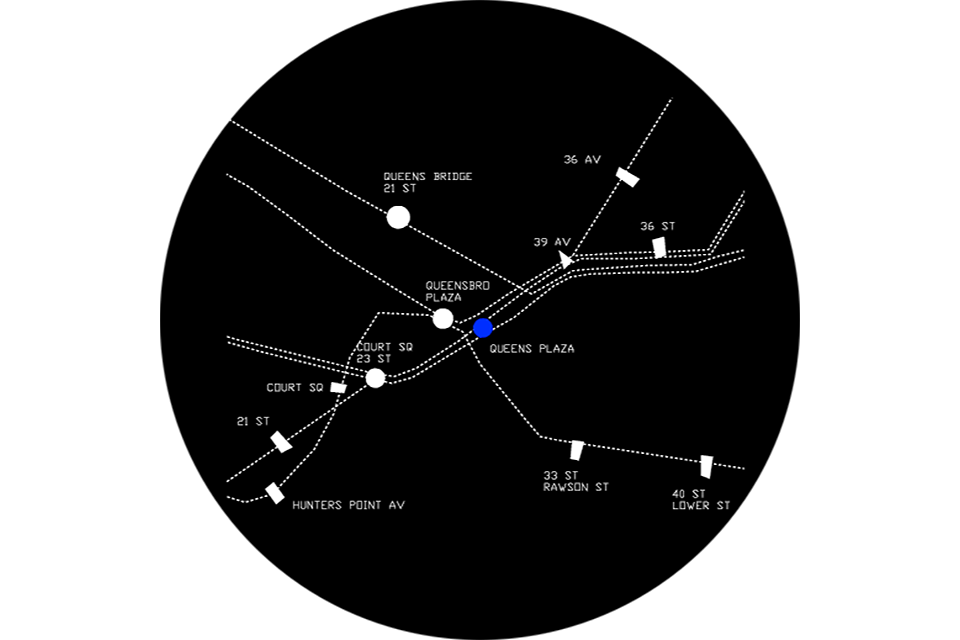 36 AV
QUEENS BRIDGE
21 ST
36 ST
39 AV
QUEENSBRO
PLAZA
COURT SQ
23 ST
QUEENS PLAZA
COURT SQ
21 ST
33 ST
RAWSON ST
40 ST
LOWER ST
HUNTERS POINT AV